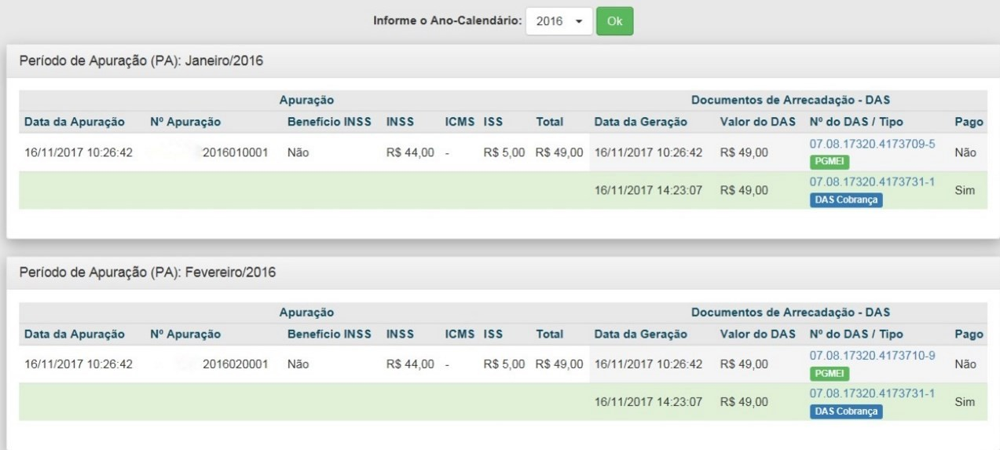 Informe o Ano-Calendário: 2016 Ok
Período de Apuração (PA): Janeiro/2016
Apuração Documentos de Arrecadação - DAS
Data da Apuração Nº Apuração Benefício INSS INSS ICMS ISS Total Data da Geração Valor do DAS Nº do DAS / Tipo Pago
16/11/2017 10:26:42 2016010001 Não R$ 44,00 - R$ 5,00 R$ 49,00 16/11/2017 10:26:42 R$ 49,00 07.08.17320.4173709-5 Não
PGMEI
16/11/2017 14:23:07 R$ 49,00 07.08.17320.4173731-1 Sim
DAS Cobrança
Período de Apuração (PA): Fevereiro/2016
Apuração Documentos de Arrecadação - DAS
Data da Apuração Nº Apuração Benefício INSS INSS ICMS ISS Total Data da Geração Valor do DAS Nº do DAS / Tipo Pago
16/11/2017 10:26:42 2016020001 Não R$ 44,00 - R$ 5,00 R$ 49,00 16/11/2017 10:26:42 R$ 49,00 07.08.17320.4173710-9 Não
PGMEI
16/11/2017 14:23:07 R$ 49,00 07.08.17320.4173731-1 Sim
DAS Cobrança